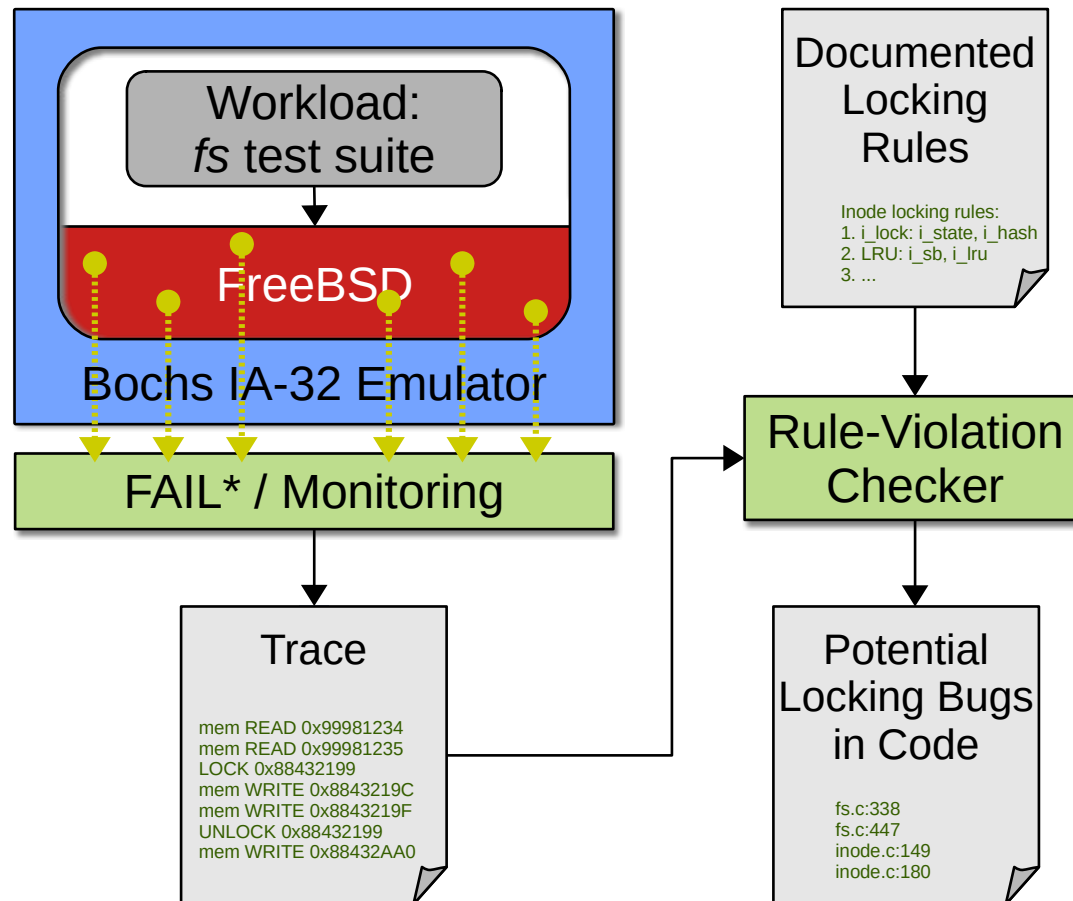 Workload:
fs test suite
FreeBSD
Bochs IA-32 Emulator
FAIL* / Monitoring
Trace
mem READ 0x99981234
mem READ 0x99981235
LOCK 0x88432199
mem WRITE 0x8843219C
mem WRITE 0x8843219F
UNLOCK 0x88432199
mem WRITE 0x88432AA0
Documented
Locking
Rules
Inode locking rules:
1. i_lock: i_state, i_hash
2. LRU: i_sb, i_lru
3. ...
Rule-Violation
Checker
Potential
Locking Bugs
in Code
fs.c:338
fs.c:447
inode.c:149
inode.c:180